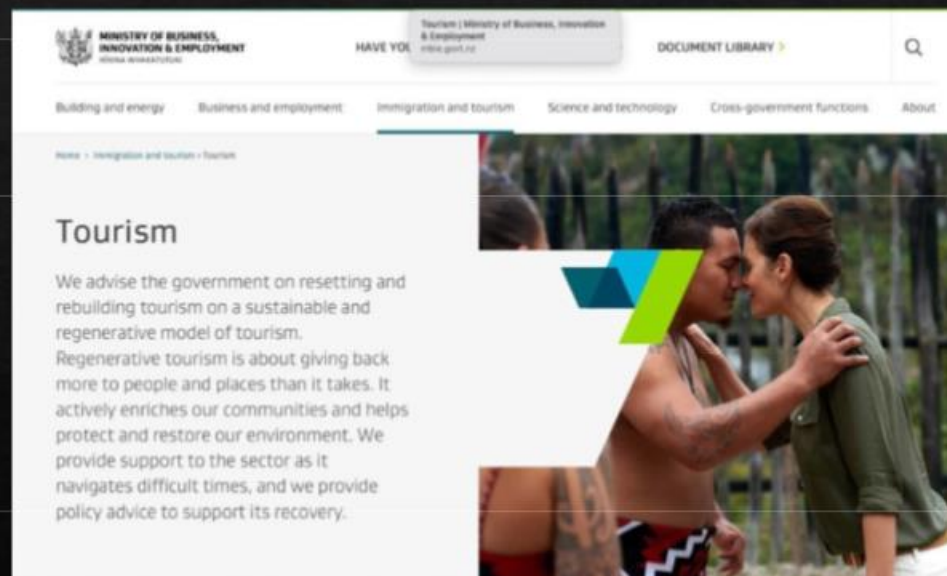 MINISTRY OF BUSINESS,
INNOVATION & EMPLOYMENT
HĪKINA WHAKATUTUKI
HAVE YOU
Tourism | Ministry of Business, Innovation
& Employment
mbie.govt.nz
DOCUMENT LIBRARY >
Building and energy
Business and employment
Immigration and tourism
Science and technology
Cross-government functions
About
Home > Immigration and tourism > Tourism
Tourism
We advise the government on resetting and
rebuilding tourism on a sustainable and
regenerative model of tourism.
Regenerative tourism is about giving back
more to people and places than it takes. It
actively enriches our communities and helps
protect and restore our environment. We
provide support to the sector as it
navigates difficult times, and we provide
policy advice to support its recovery.